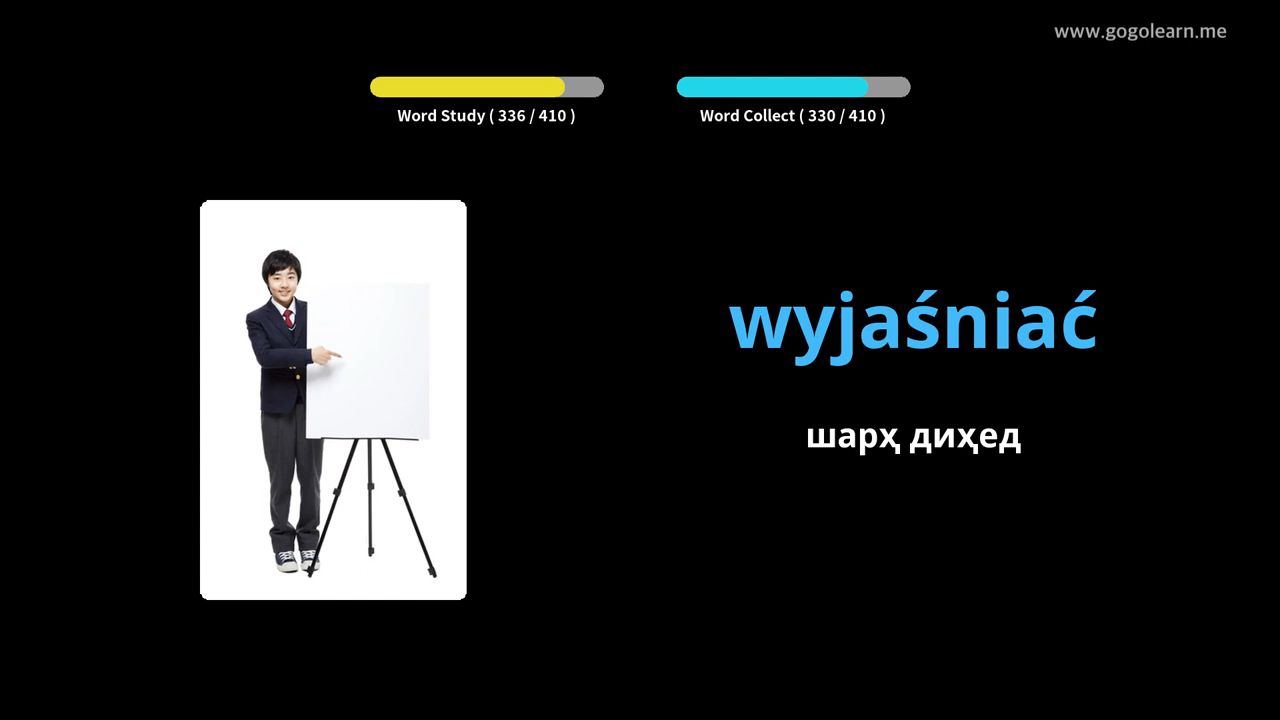 www.gogolearn.me
Word Study ( 336 / 410 )
Word Collect ( 330 / 410 )
wyjaśniać
шарҳ диҳед